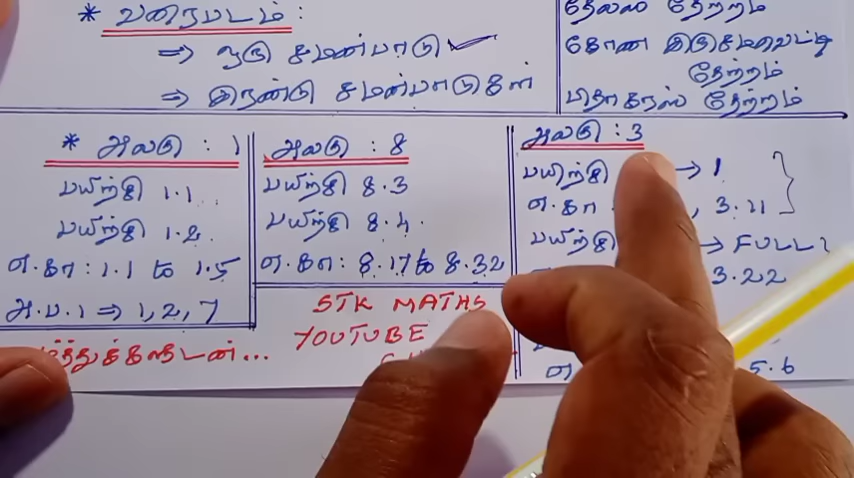 * வரைபடம்:
⇒ ஒரு சமன்பாடு ✓
⇒ இரண்டு சமன்பாடுகள்
தேலஸ் தேற்றம்
கோண இருசமவெட்டி
தேற்றம்
பிதாகரஸ் தேற்றம்
* அலகு : 1
பயிற்சி 1.1
பயிற்சி 1.2
எ.கா : 1.1 to 1.5
அ.ப.1 ⇒ 1, 2, 7
அலகு : 8
பயிற்சி 8.3
பயிற்சி 8.4
எ.கா : 8.17 to 8.32
STK MATHS
YOUTUBE
அலகு : 3
பயிற்சி → 1
எ.கா , 3.11
பயிற்சி → FULL
3.22
5.6